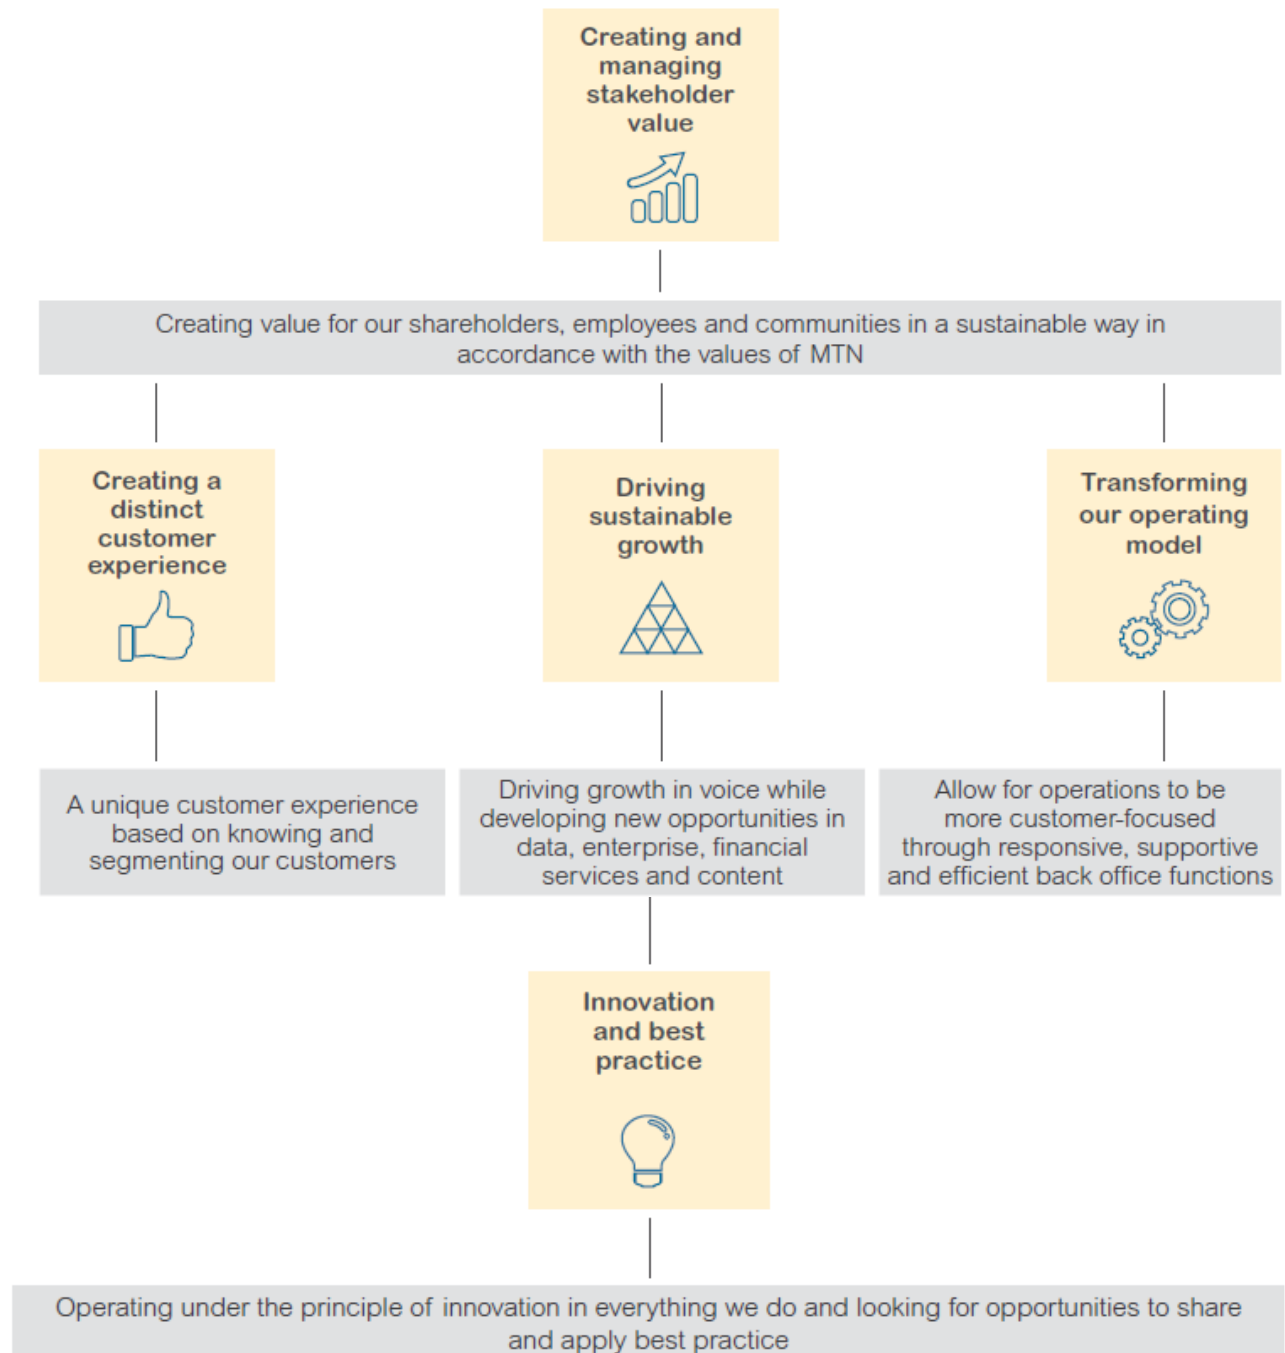 Creating and
managing
stakeholder
value
Creating value for our shareholders, employees and communities in a sustainable way in
accordance with the values of MTN
Creating a
distinct
customer
experience
Driving
sustainable
growth
Transforming
our operating
model
A unique customer experience
based on knowing and
segmenting our customers
Driving growth in voice while
developing new opportunities in
data, enterprise, financial
services and content
Allow for operations to be
more customer-focused
through responsive, supportive
and efficient back office functions
Innovation
and best
practice
Operating under the principle of innovation in everything we do and looking for opportunities to share
and apply best practice